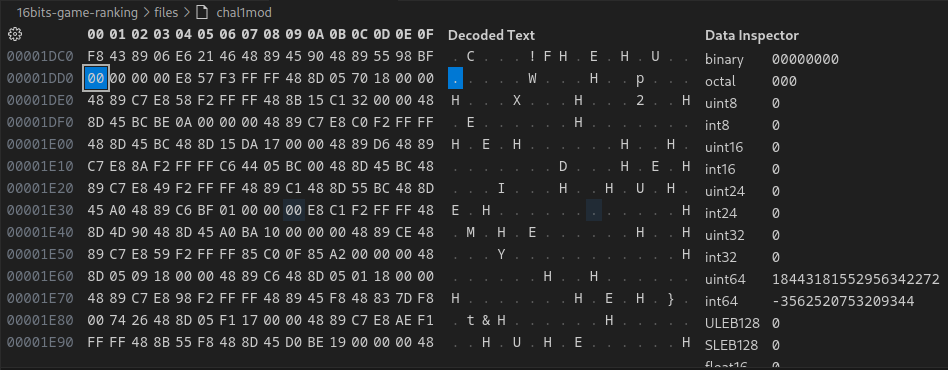 16bits-game-ranking > files > chal1mod
00 01 02 03 04 05 06 07 08 09 0A 0B 0C 0D 0E 0F Decoded Text
00001DC0 F8 43 89 06 E6 21 46 48 89 45 90 48 89 55 98 BF . C . . . ! F H . E . H . U . .
00001DD0 00 00 00 00 E8 57 F3 FF FF 48 8D 05 70 18 00 00 . . . . . W . . . H . . p . . .
00001DE0 48 89 C7 E8 58 F2 FF FF 48 8B 15 C1 32 00 00 48 H . . . X . . . H . . . 2 . . H
00001DF0 8D 45 BC BE 0A 00 00 00 48 89 C7 E8 C0 F2 FF FF . E . . . . . . H . . . . . . .
00001E00 48 8D 45 BC 48 8D 15 DA 17 00 00 48 89 D6 48 89 H . E . H . . . . . . H . . H .
00001E10 C7 E8 8A F2 FF FF C6 44 05 BC 00 48 8D 45 BC 48 . . . . . . . D . . . H . E . H
00001E20 89 C7 E8 49 F2 FF FF 48 89 C1 48 8D 55 BC 48 8D . . . I . . . H . . H . U . H .
00001E30 45 A0 48 89 C6 BF 01 00 00 00 E8 C1 F2 FF FF 48 E . H . . . . . . . . . . . . H
00001E40 8D 4D 90 48 8D 45 A0 BA 10 00 00 00 48 89 CE 48 . M . H . E . . . . . . H . . H
00001E50 89 C7 E8 59 F2 FF FF 85 C0 0F 85 A2 00 00 00 48 . . . Y . . . . . . . . . . . H
00001E60 8D 05 09 18 00 00 48 89 C6 48 8D 05 01 18 00 00 . . . . . . H . . H . . . . . .
00001E70 48 89 C7 E8 98 F2 FF FF 48 89 45 F8 48 83 7D F8 H . . . . . . . H . E . H . } .
00001E80 00 74 26 48 8D 05 F1 17 00 00 48 89 C7 E8 AE F1 . t & H . . . . . . H . . . . .
00001E90 FF FF 48 8B 55 F8 48 8D 45 D0 BE 19 00 00 00 48 . . H . U . H . E . . . . . . H
Data Inspector
binary 00000000
octal 000
uint8 0
int8 0
uint16 0
int16 0
uint24 0
int24 0
uint32 0
int32 0
uint64 18443181552956342272
int64 -3562520753209344
ULEB128 0
SLEB128 0
float16 0